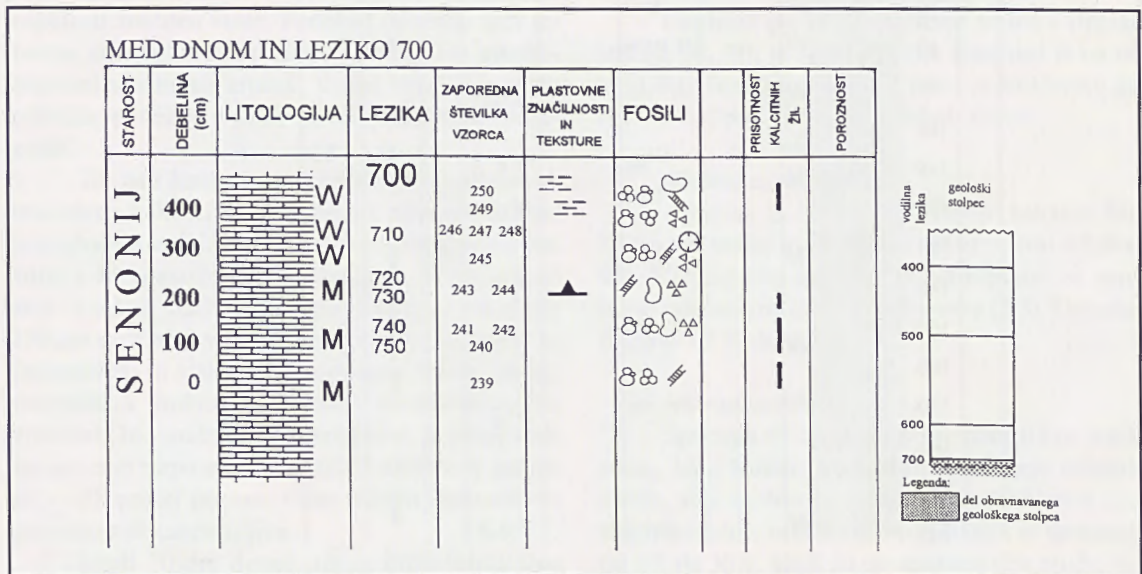 MED DNOM IN LEZIKO 700
STAROST
DEBELINA (cm)
LITOLOGIJA
LEZIKA
ZAPOREDNA
ŠTEVILKA
VZORCA
PLASTOVNE
ZNAČILNOSTI
IN
TEKSTURE
FOSILI
PRISOTNOST
KALCITNIH
ŽIL
POROZNOST
SENONIJ
400
300
200
100
0
W
W
W
M
M
M
700
710
720
730
740
750
250
249
246 247 248
245
243 244
241 242
240
239
vodilna
lezika
geološki
stolpec
400
500
600
700
Legenda:
del obravnavanega
geološkega stolpca